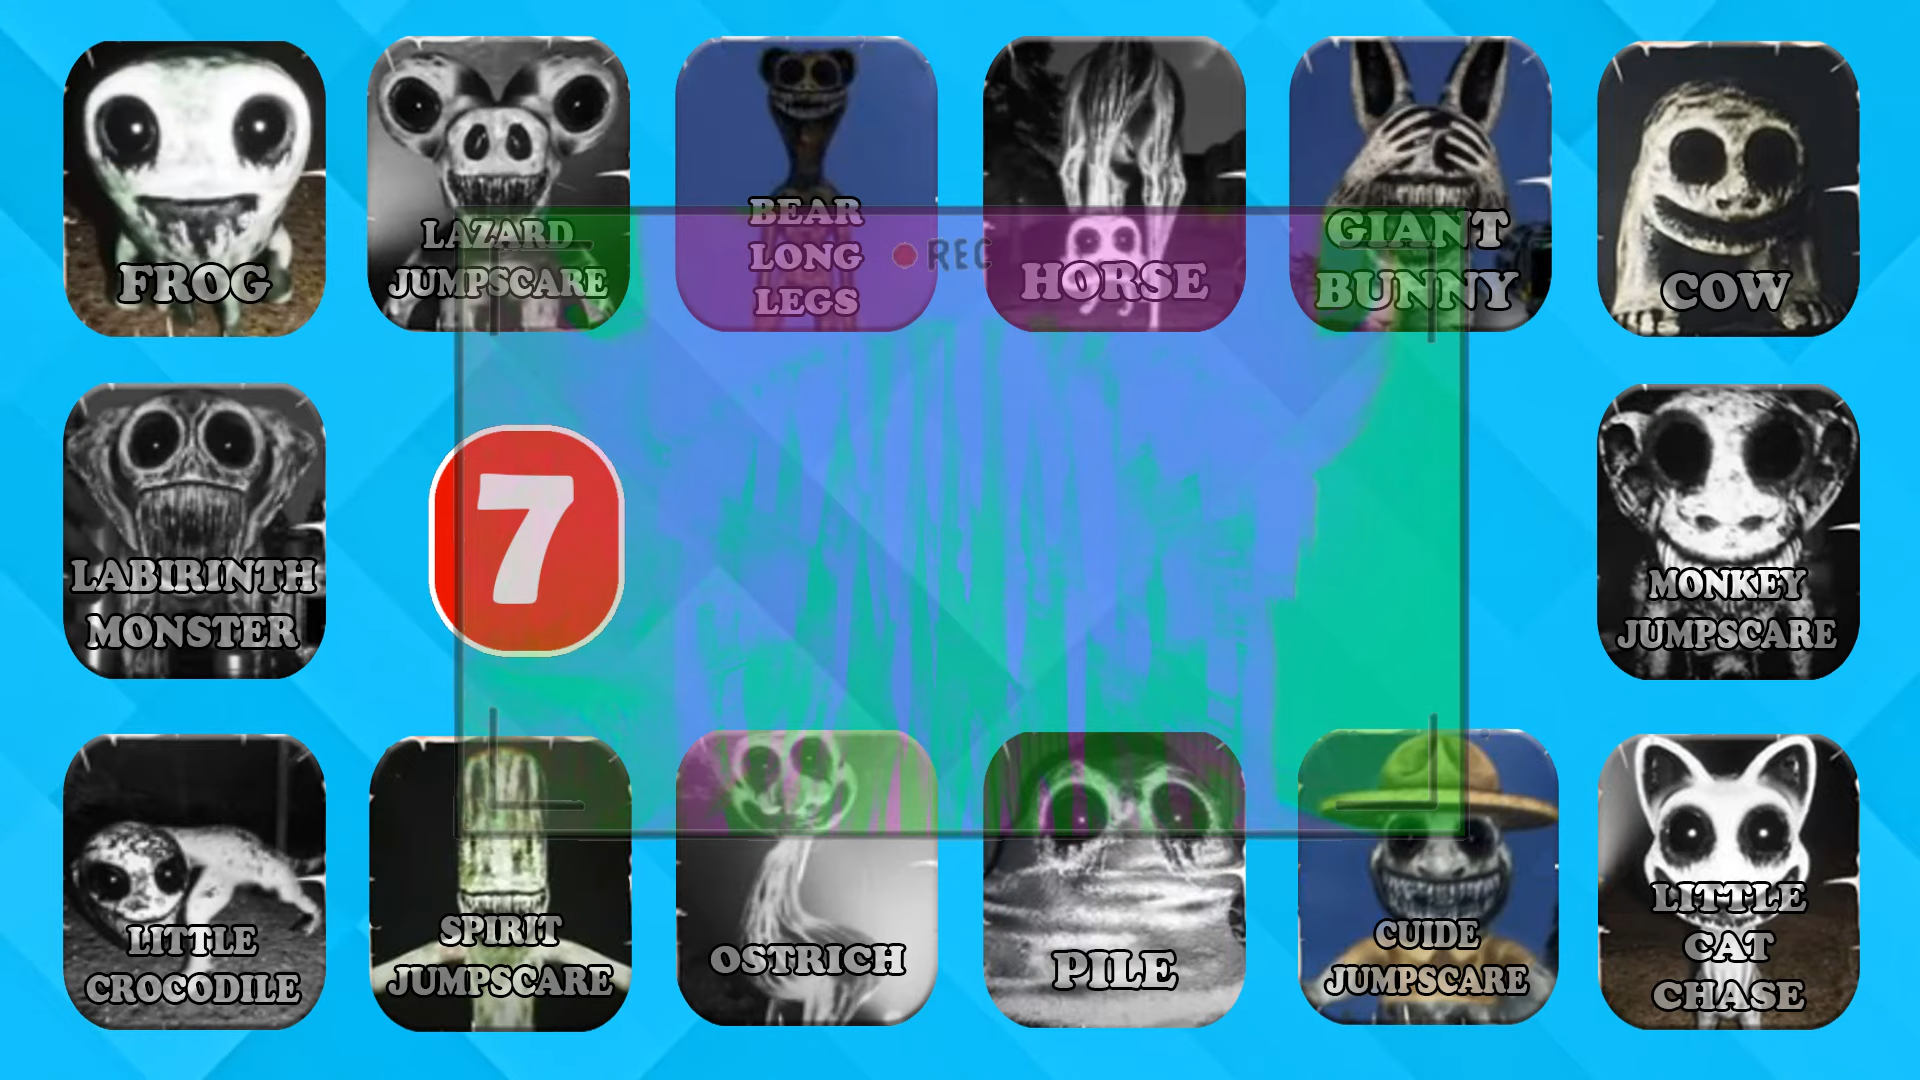 FROG
LAZARD
JUMPSCARE
BEAR
LONG
LEGS
REC
HORSE
GIANT
BUNNY
COW
LABIRINTH
MONSTER
7
MONKEY
JUMPSCARE
LITTLE
CROCODILE
SPIRIT
JUMPSCARE
OSTRICH
PILE
CUIDE
JUMPSCARE
LITTLE
CAT
CHASE